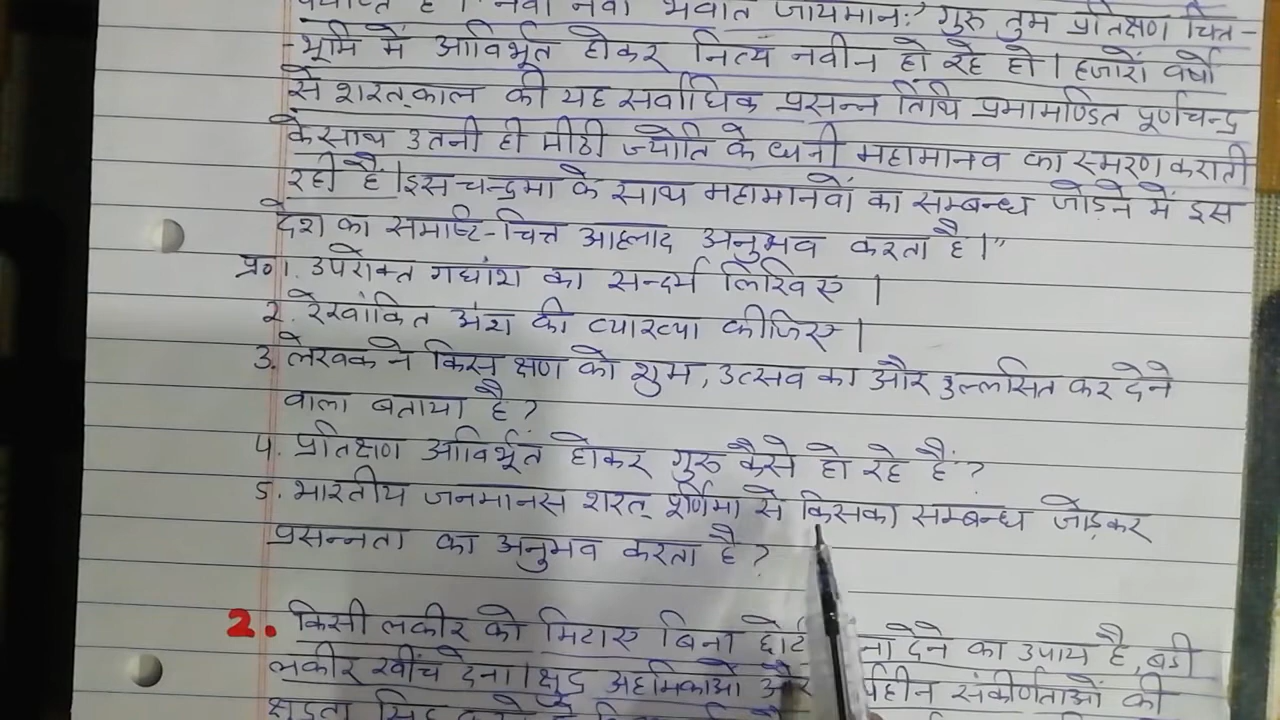 पर्याप्त है। 'नवो नवो भवति जायमानः' गुरु तुम प्रतिक्षण चित्त-
-भूमि में आविर्भूत होकर नित्य नवीन हो रहे हो। हजारों वर्षों
से शरत्काल की यह सर्वाधिक प्रसन्न तिथि प्रभामण्डित पूर्णचन्द्र
के साथ उतनी ही मीठी ज्योति के धनी महामानव का स्मरण कराती
रही है। इस चन्द्रमा के साथ महामानवों का सम्बन्ध जोड़ने में इस
देश का समष्टि-चित्त आह्लाद अनुभव करता है।"
प्र०1. उपरोक्त गद्यांश का सन्दर्भ लिखिए।
2. रेखांकित अंश की व्याख्या कीजिए।
3. लेखक ने किस क्षण को शुभ, उत्सव का और उल्लसित कर देने
वाला बताया है?
4. प्रतिक्षण आविर्भूत होकर गुरु कैसे हो रहे हैं?
5. भारतीय जनमानस शरत् पूर्णिमा से किसका सम्बन्ध जोड़कर
प्रसन्नता का अनुभव करता है?
2. किसी लकीर को मिटाए बिना छोटी देने का उपाय है, बड़ी
लकीर खींच देना। क्षुद्र अहमिकाओं और संकीर्णताओं की
क्षुद्रता सिद्ध